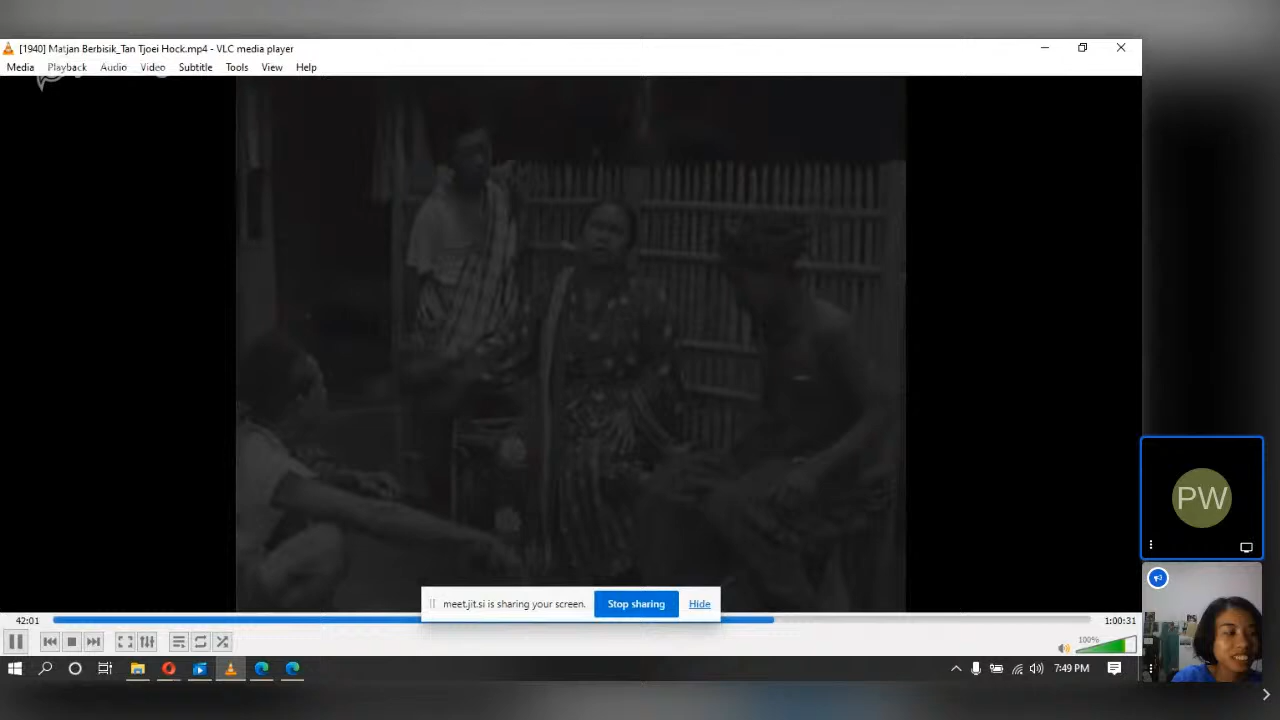 [1940] Matjan Berbisik_Tan Tjoei Hock.mp4 - VLC media player
Media Playback Audio Video Subtitle Tools View Help
PW
meet.jit.si is sharing your screen. Stop sharing Hide
42:01
1:00:31
100%
7:49 PM